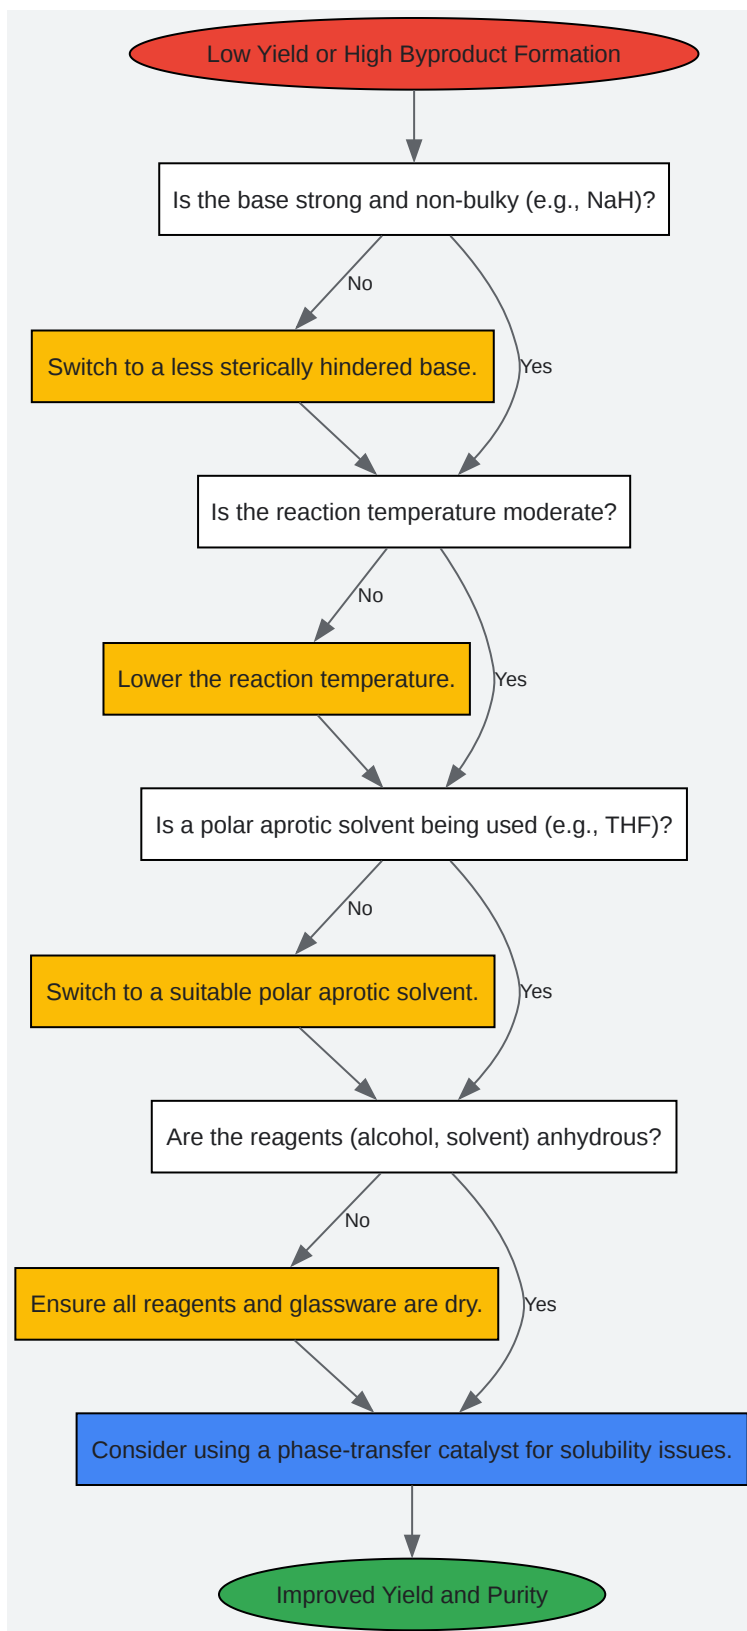 Low Yield or High Byproduct Formation
Is the base strong and non-bulky (e.g., NaH)?
No
Switch to a less sterically hindered base.
Yes
Is the reaction temperature moderate?
No
Lower the reaction temperature.
Yes
Is a polar aprotic solvent being used (e.g., THF)?
No
Switch to a suitable polar aprotic solvent.
Yes
Are the reagents (alcohol, solvent) anhydrous?
No
Ensure all reagents and glassware are dry.
Yes
Consider using a phase-transfer catalyst for solubility issues.
Improved Yield and Purity